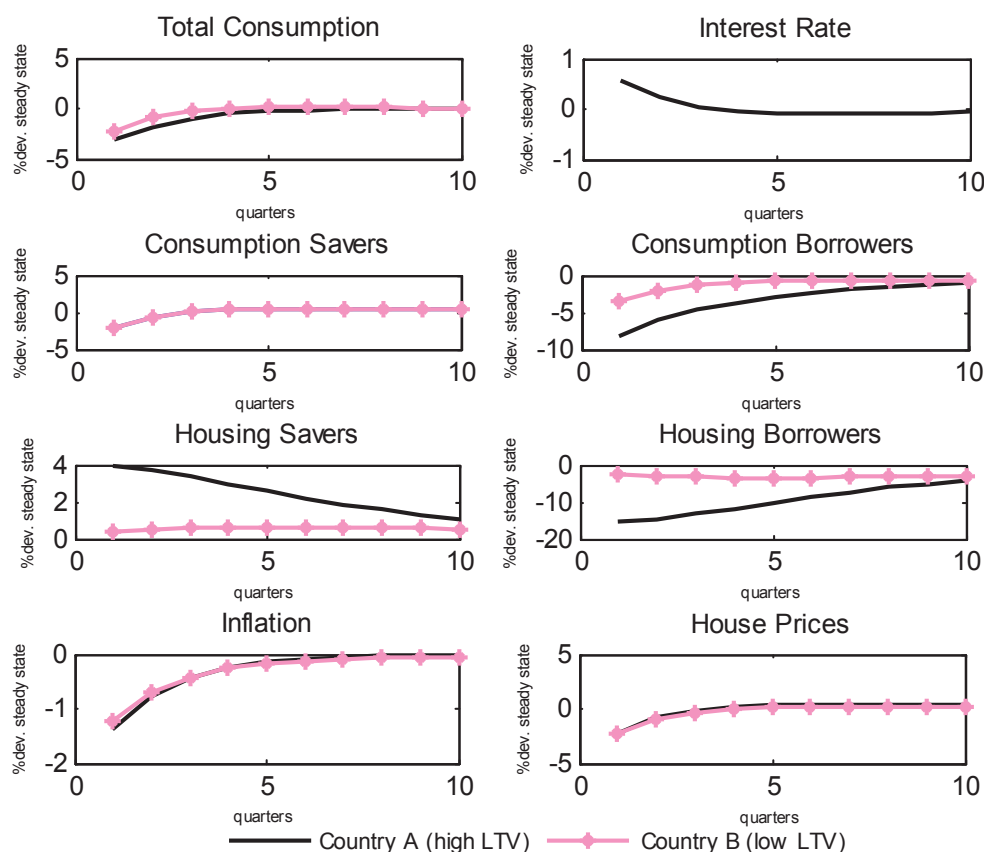 Total Consumption
%dev. steady state
5
0
-5
0
5
10
quarters
Interest Rate
%dev. steady state
1
0
-1
0
5
10
quarters
Consumption Savers
%dev. steady state
5
0
-5
0
5
10
quarters
Consumption Borrowers
%dev. steady state
0
-5
-10
0
5
10
quarters
Housing Savers
%dev. steady state
4
2
0
0
5
10
quarters
Housing Borrowers
%dev. steady state
0
-10
-20
0
5
10
quarters
Inflation
%dev. steady state
0
-1
-2
0
5
10
quarters
House Prices
%dev. steady state
5
0
-5
0
5
10
quarters
Country A (high LTV)
Country B (low LTV)